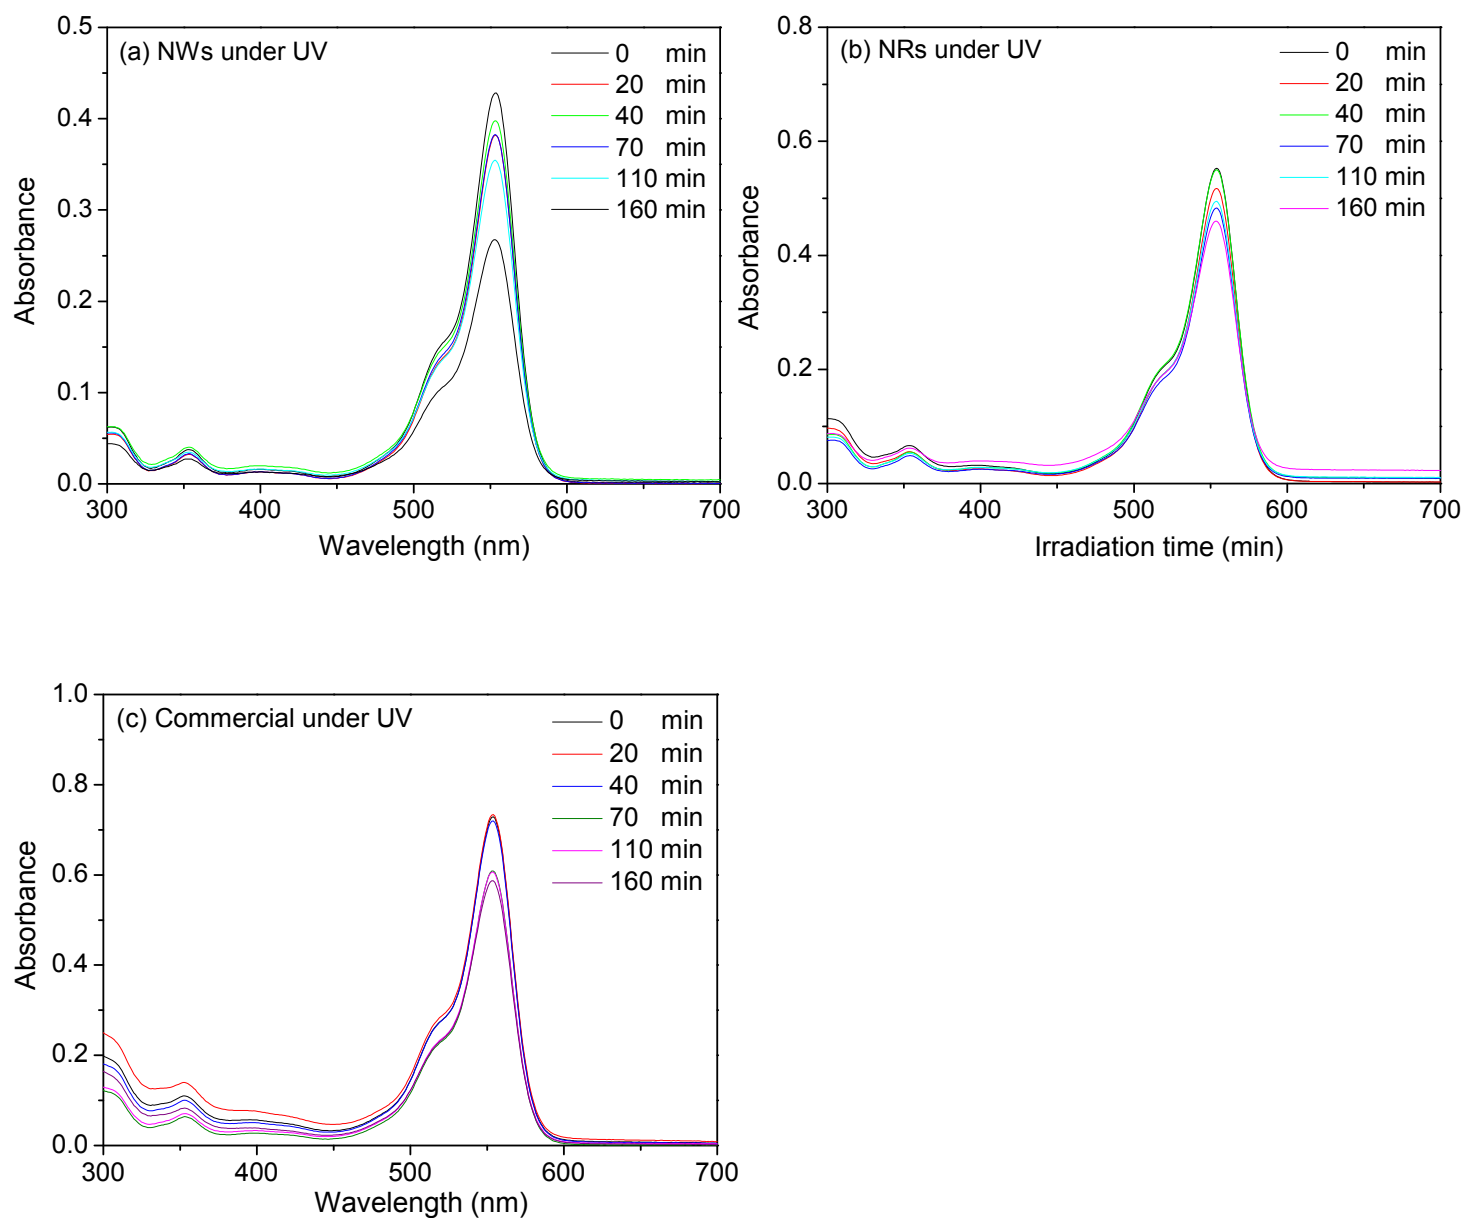 (a) NWs under UV
0 min
20 min
40 min
70 min
110 min
160 min
0.5
0.4
0.3
0.2
0.1
0.0
Absorbance
300 400 500 600 700
Wavelength (nm)
(b) NRs under UV
0 min
20 min
40 min
70 min
110 min
160 min
0.8
0.6
0.4
0.2
0.0
Absorbance
300 400 500 600 700
Irradiation time (min)
(c) Commercial under UV
0 min
20 min
40 min
70 min
110 min
160 min
1.0
0.8
0.6
0.4
0.2
0.0
Absorbance
300 400 500 600 700
Wavelength (nm)